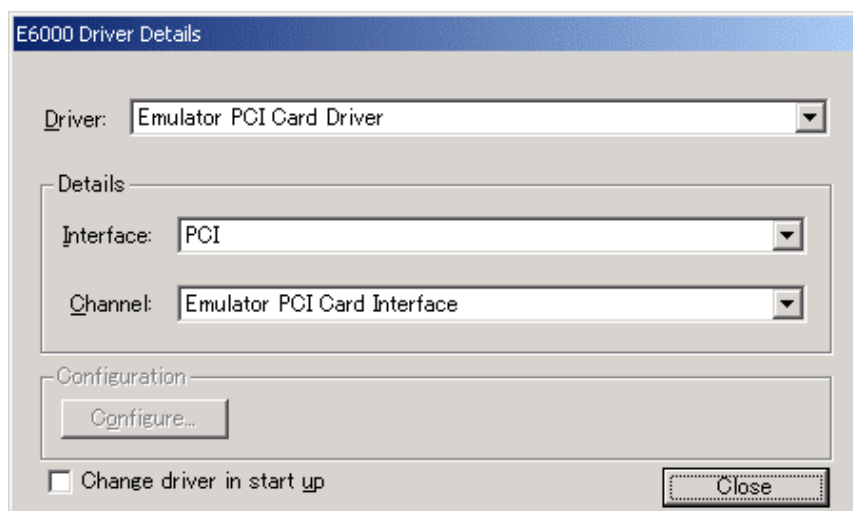 E6000 Driver Details
Driver: Emulator PCI Card Driver
Details
Interface: PCI
Channel: Emulator PCI Card Interface
Configuration
Configure...
Change driver in start up
Close